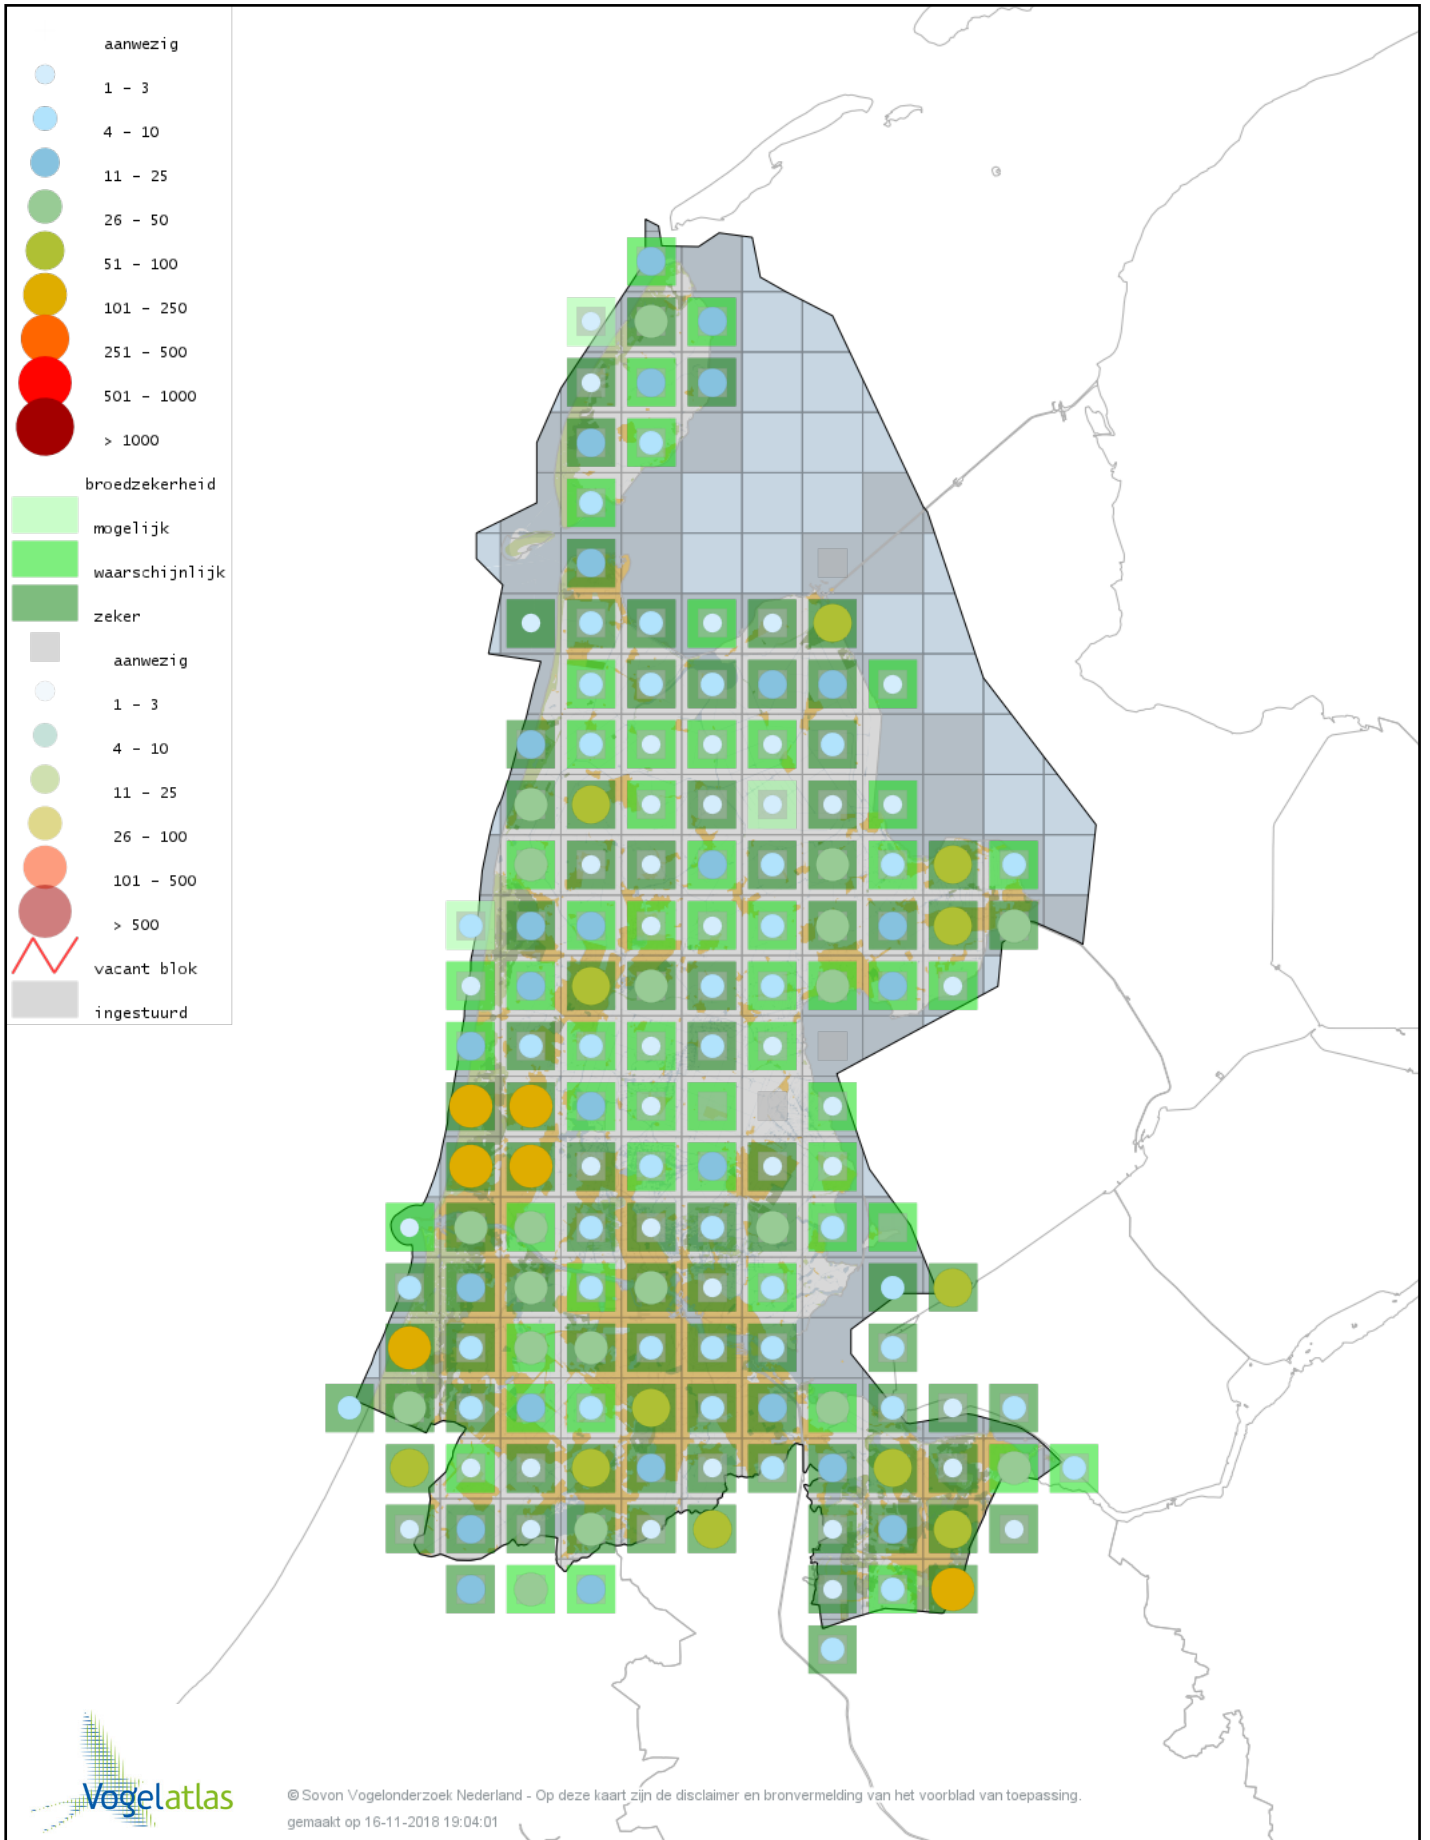 aanwezig
1 - 3
4 - 10
11 - 25
26 - 50
51 - 100
101 - 250
251 - 500
501 - 1000
> 1000
broedzekerheid
mogelijk
waarschijnlijk
zeker
aanwezig
1 - 3
4 - 10
11 - 25
26 - 100
101 - 500
> 500
vacant blok
ingestuurd
Vogelatlas
© Sovon Vogelonderzoek Nederland - Op deze kaart zijn de disclaimer en bronvermelding van het voorblad van toepassing.
gemaakt op 16-11-2018 19:04:01